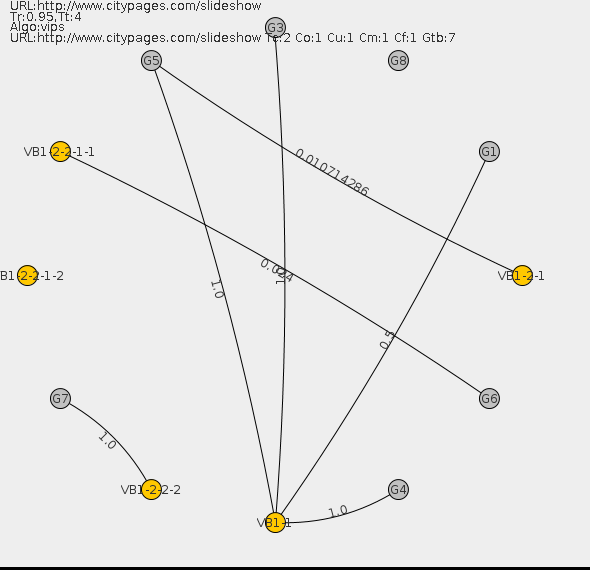 URL:http://www.citypages.com/slideshow
Tr:0.95,Tt:4
Algo:vips
URL:http://www.citypages.com/slideshow Tc:2 Co:1 Cu:1 Cm:1 Cf:1 Gtb:7
G3
G5
G8
VB1-2-2-1-1
G1
0.010714286
B1-2-2-1-2
1.0
0.024
VB1-2-1
0.5
G7
G6
1.0
VB1-2-2-2
G4
1.0
VB1-1